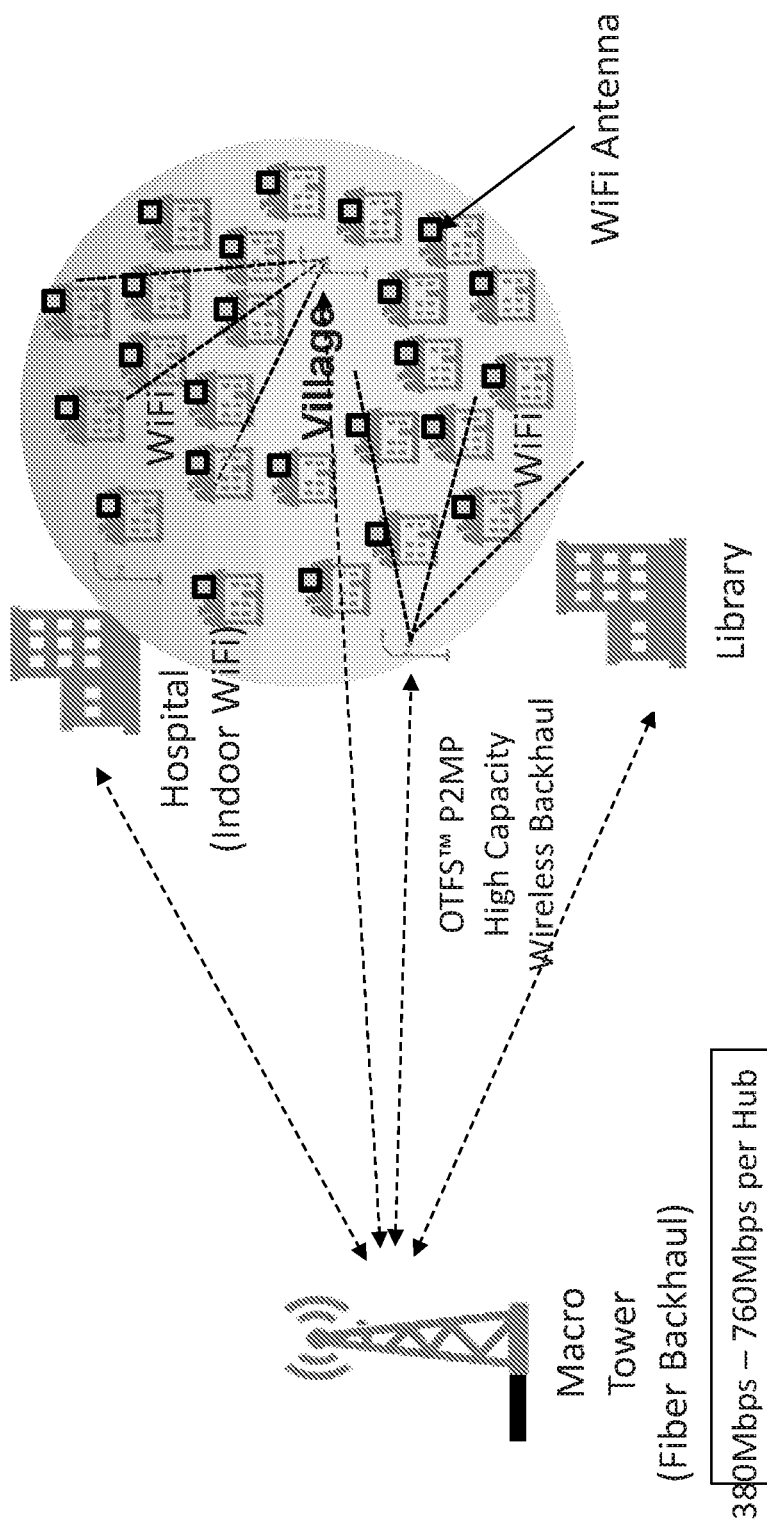 Hospital
(Indoor WiFi)
WiFi
Village
WiFi
WiFi Antenna
OTFS™ P2MP
High Capacity
Wireless Backhaul
Library
Macro
Tower
(Fiber Backhaul)
380Mbps – 760Mbps per Hub